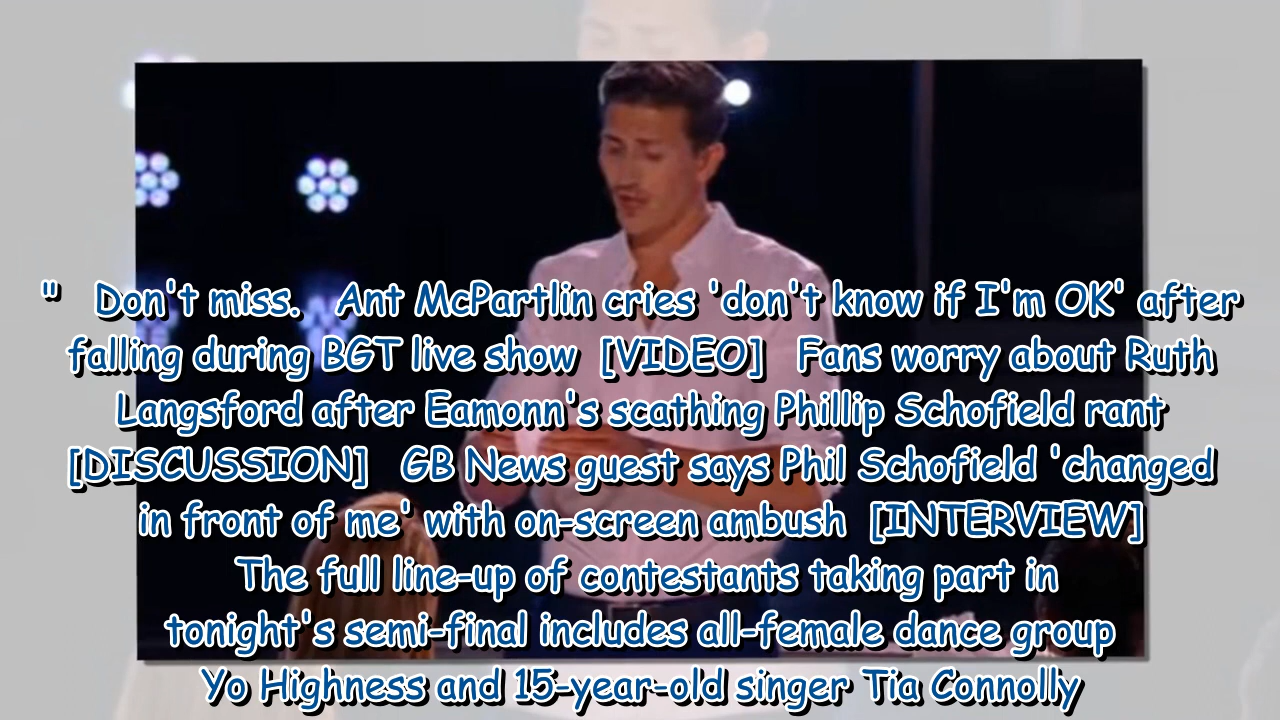 " Don't miss. Ant McPartlin cries 'don't know if I'm OK' after
falling during BGT live show [VIDEO] Fans worry about Ruth
Langsford after Eamonn's scathing Phillip Schofield rant
[DISCUSSION] GB News guest says Phil Schofield 'changed
in front of me' with on-screen ambush [INTERVIEW]
The full line-up of contestants taking part in
tonight's semi-final includes all-female dance group
Yo Highness and 15-year-old singer Tia Connolly